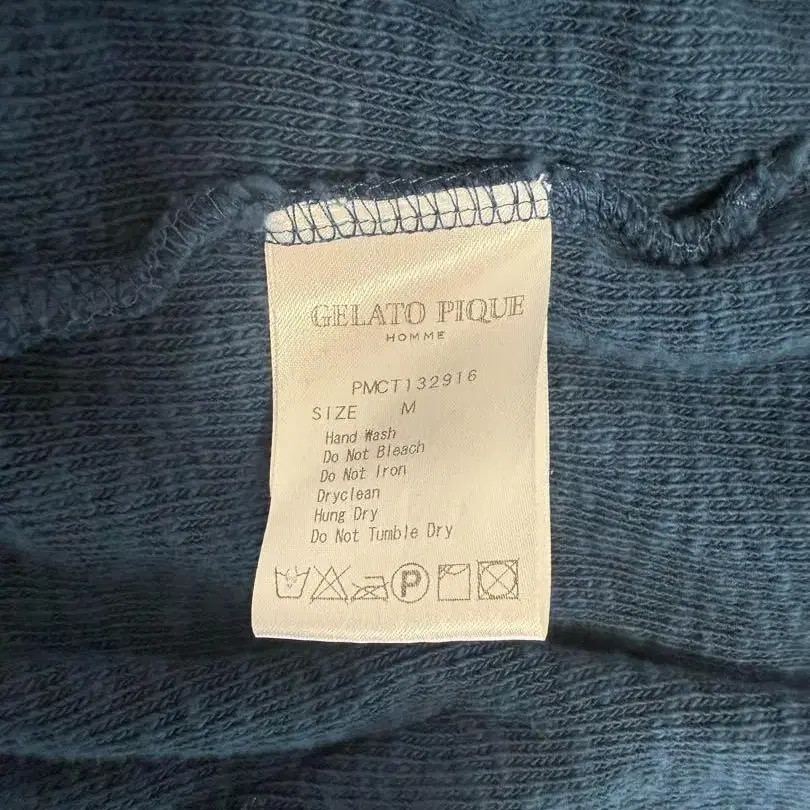 GELATO PIQUE
HOMME
PMCT132916
SIZE M
Hand Wash
Do Not Bleach
Do Not Iron
Dryclean
Hung Dry
Do Not Tumble Dry
P